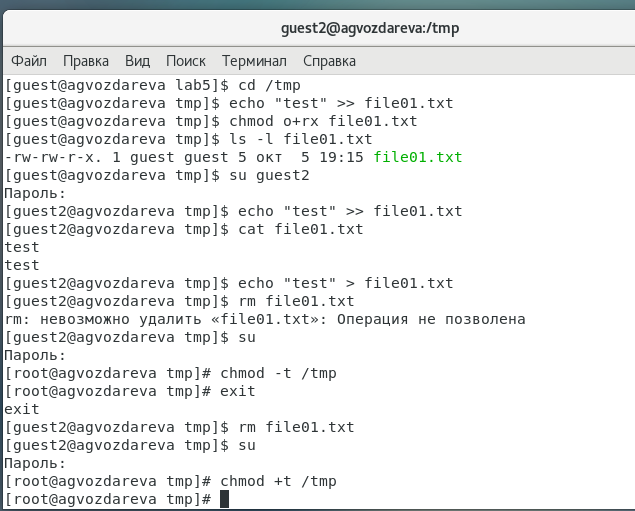 guest2@agvozdareva:/tmp
Файл Правка Вид Поиск Терминал Справка
[guest@agvozdareva lab5]$ cd /tmp
[guest@agvozdareva tmp]$ echo "test" >> file01.txt
[guest@agvozdareva tmp]$ chmod o+rx file01.txt
[guest@agvozdareva tmp]$ ls -l file01.txt
-rw-rw-r-x. 1 guest guest 5 окт  5 19:15 file01.txt
[guest@agvozdareva tmp]$ su guest2
Пароль:
[guest2@agvozdareva tmp]$ echo "test" >> file01.txt
[guest2@agvozdareva tmp]$ cat file01.txt
test
test
[guest2@agvozdareva tmp]$ echo "test" > file01.txt
[guest2@agvozdareva tmp]$ rm file01.txt
rm: невозможно удалить «file01.txt»: Операция не позволена
[guest2@agvozdareva tmp]$ su
Пароль:
[root@agvozdareva tmp]# chmod -t /tmp
[root@agvozdareva tmp]# exit
exit
[guest2@agvozdareva tmp]$ rm file01.txt
[guest2@agvozdareva tmp]$ su
Пароль:
[root@agvozdareva tmp]# chmod +t /tmp
[root@agvozdareva tmp]#